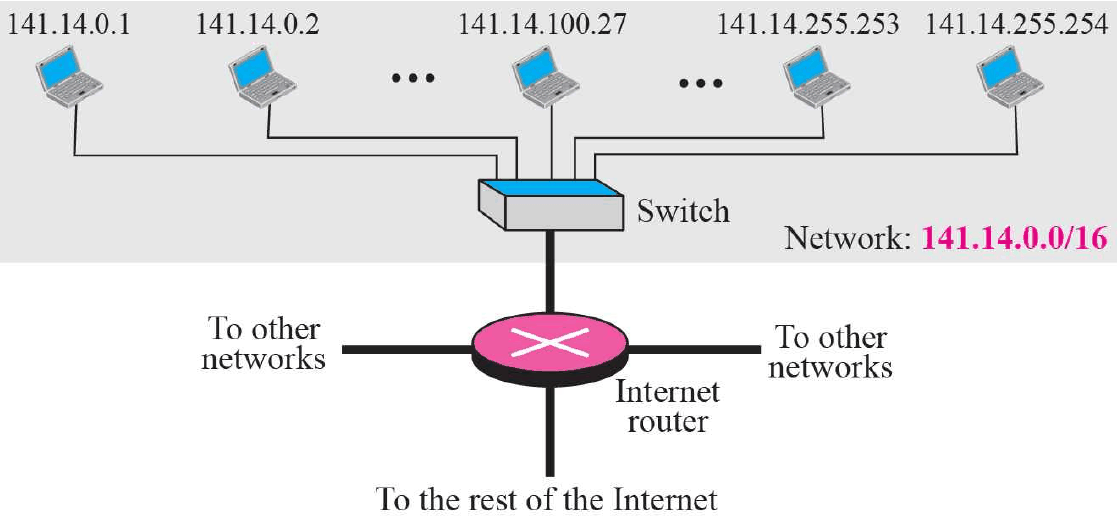 141.14.0.1
141.14.0.2
141.14.100.27
141.14.255.253
141.14.255.254
Switch
Network: 141.14.0.0/16
To other
networks
To other
networks
Internet
router
To the rest of the Internet